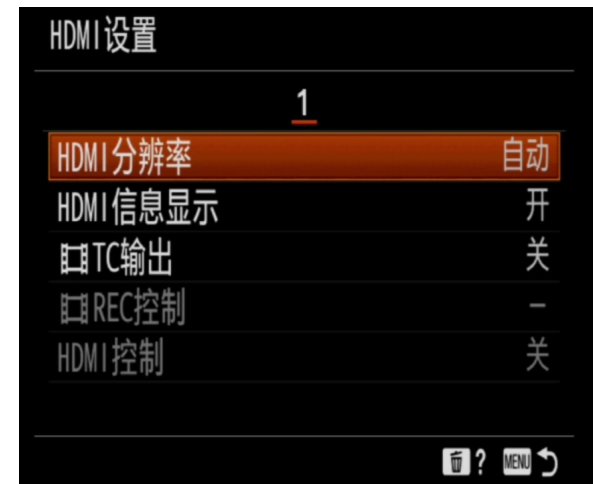 HDMI设置
1
HDMI分辨率 自动
HDMI信息显示 开
TC输出 关
REC控制 –
HDMI控制 关
? MENU